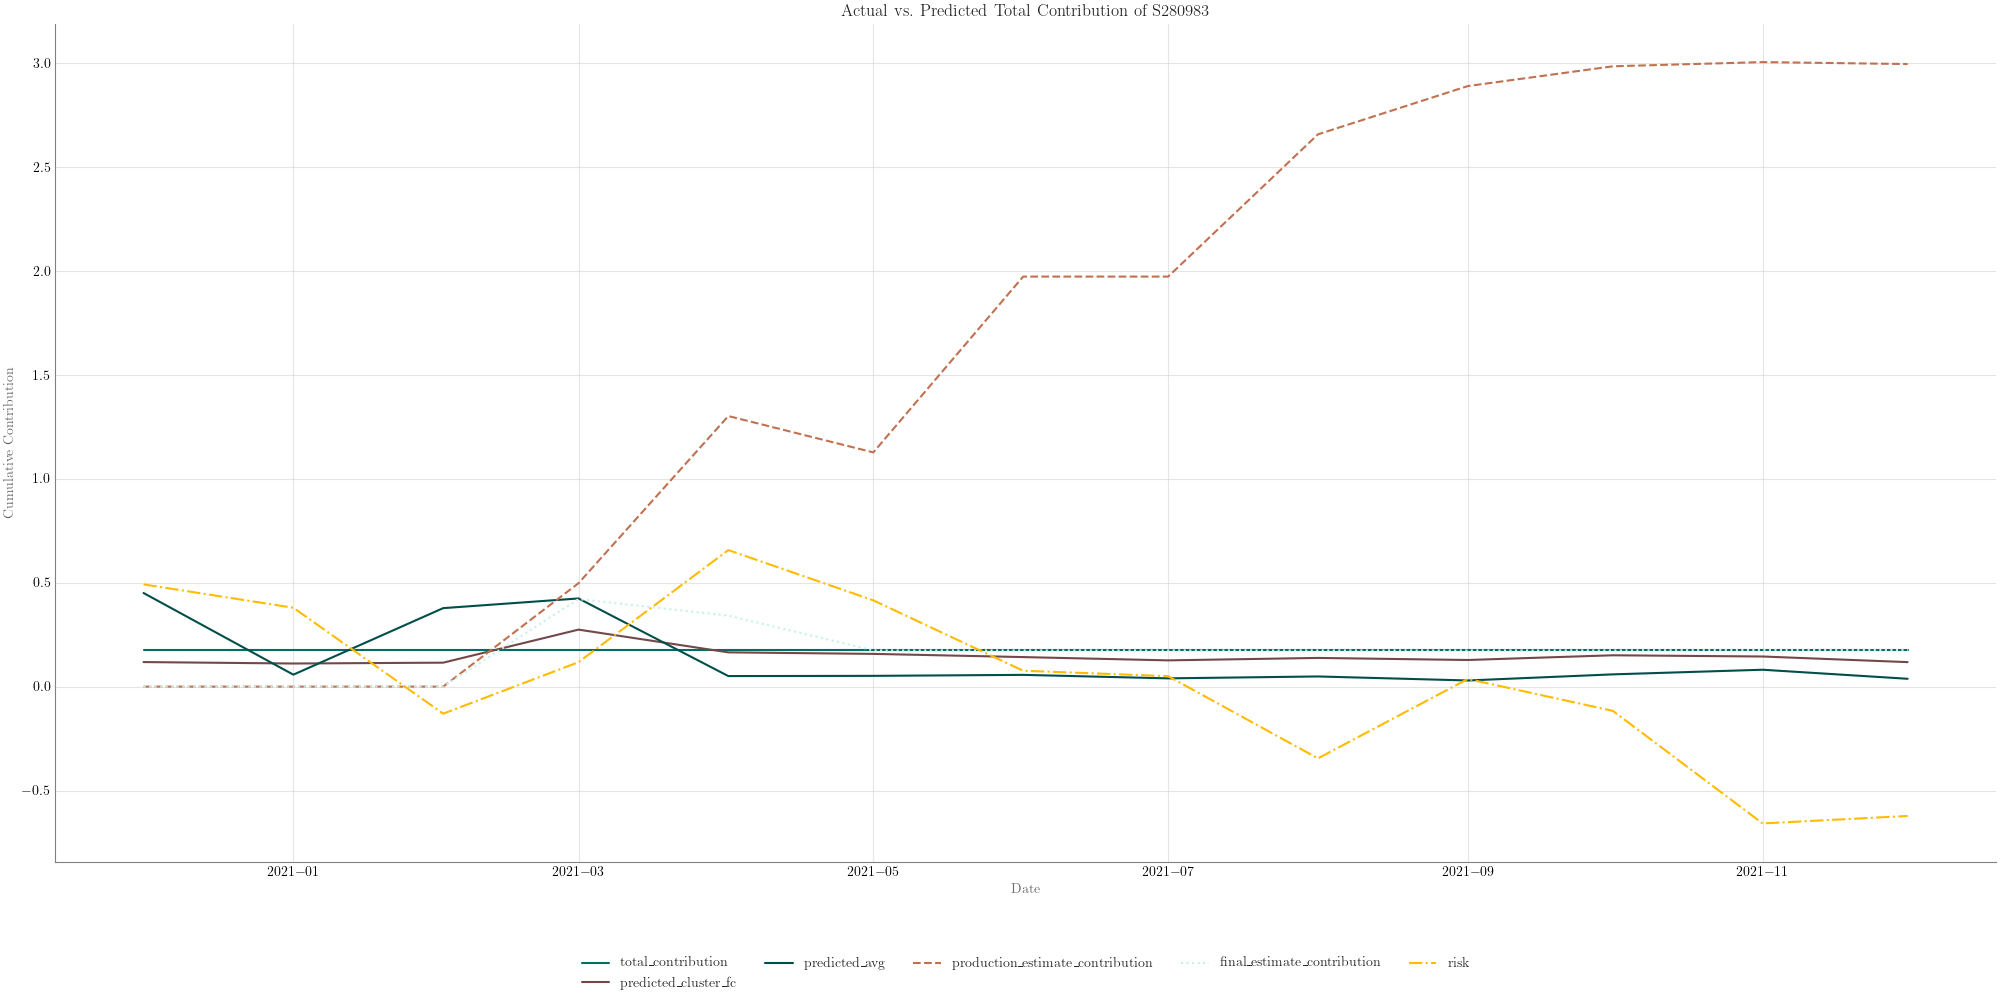 Actual vs. Predicted Total Contribution of S280983
3.0
2.5
2.0
1.5
1.0
0.5
0.0
−0.5
Cumulative Contribution
2021−01 2021−03 2021−05 2021−07 2021−09 2021−11
Date
total_contribution predicted_avg production_estimate_contribution final_estimate_contribution risk
predicted_cluster_fc